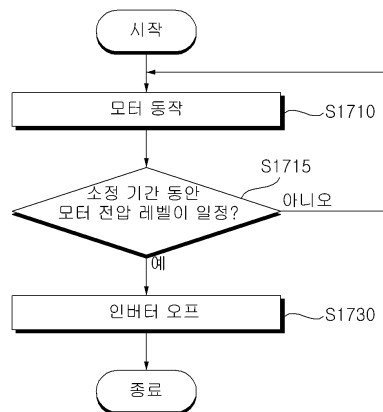 시작
모터 동작
S1710
S1715
소정 기간 동안
모터 전압 레벨이 일정?
아니오
예
인버터 오프
S1730
종료